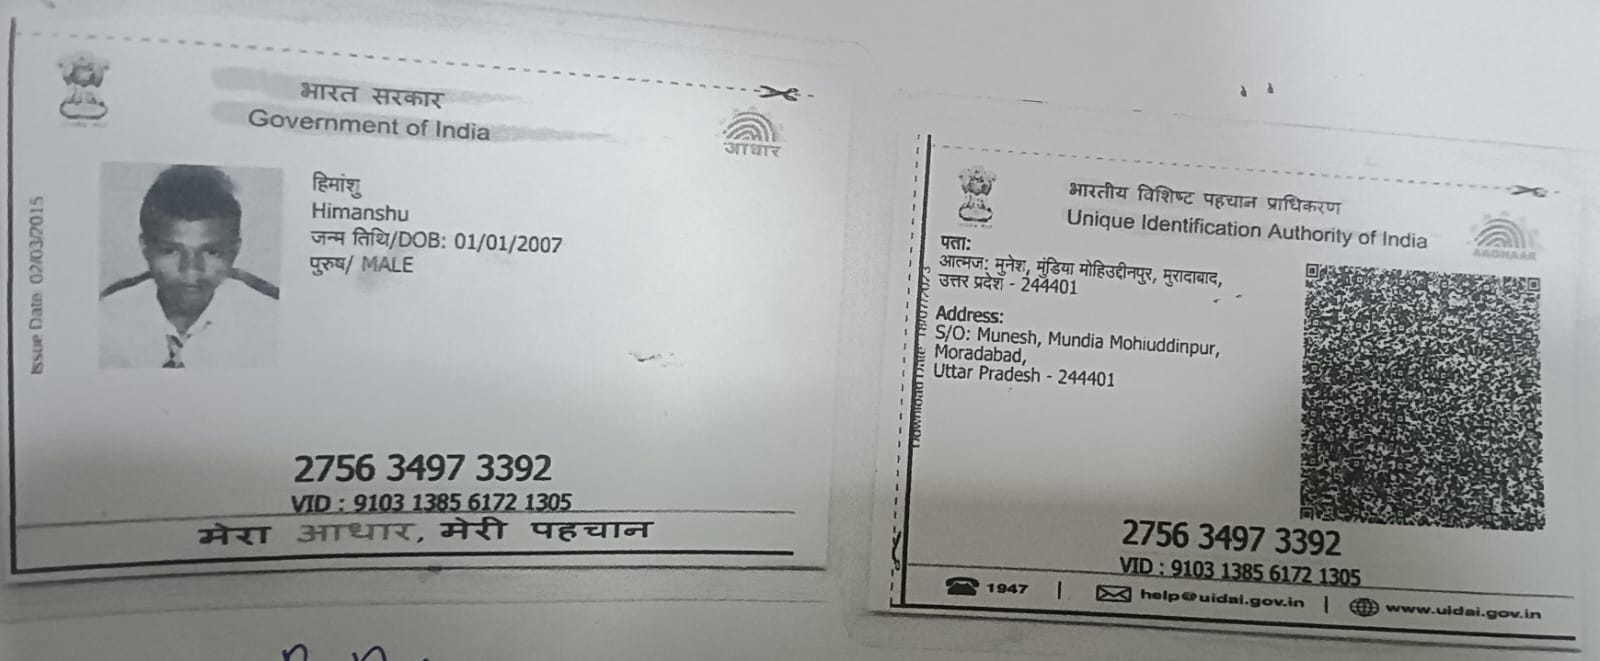 भारत सरकार
Government of India
आधार
Issue Date 02/03/2015
हिमांशु
Himanshu
जन्म तिथि/DOB: 01/01/2007
पुरुष/ MALE
2756 3497 3392
VID : 9103 1385 6172 1305
मेरा आधार, मेरी पहचान
भारतीय विशिष्ट पहचान प्राधिकरण
Unique Identification Authority of India
AADHAAR
पता:
आत्मज: मुनेश, मुंडिया मोहिउद्दीनपुर, मुरादाबाद,
उत्तर प्रदेश - 244401
Address:
S/O: Munesh, Mundia Mohiuddinpur,
Moradabad,
Uttar Pradesh - 244401
Download Date
2756 3497 3392
VID : 9103 1385 6172 1305
1947 | help@uidai.gov.in | www.uidai.gov.in